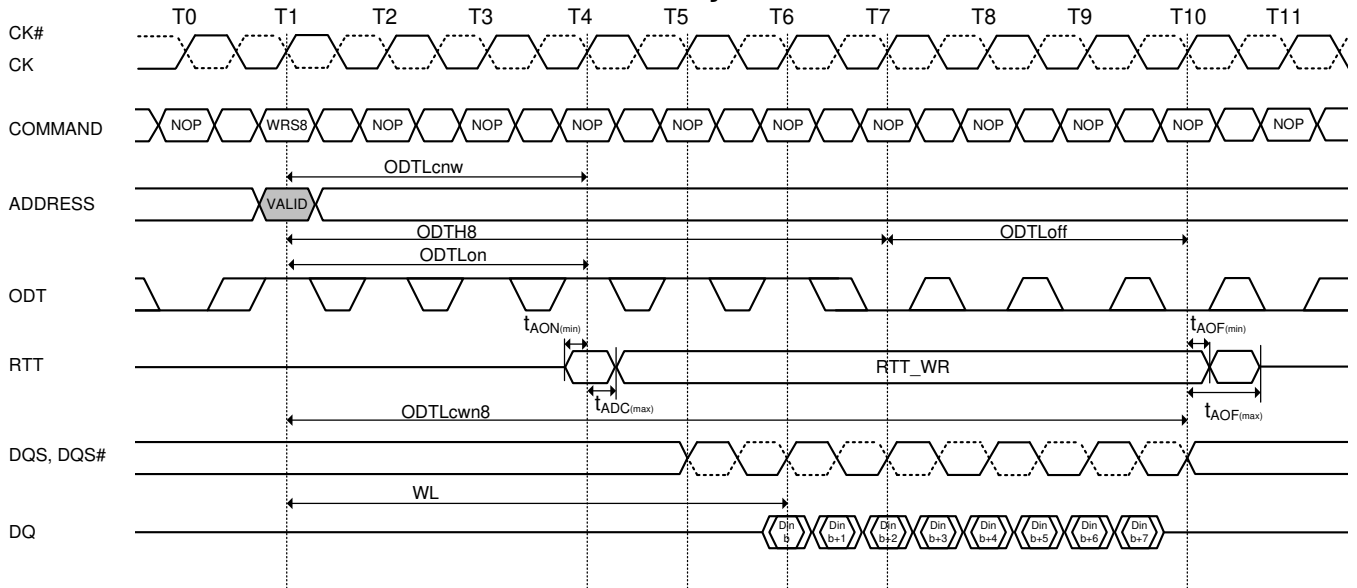 T0 T1 T2 T3 T4 T5 T6 T7 T8 T9 T10 T11
CK#
CK
COMMAND NOP WRS8 NOP NOP NOP NOP NOP NOP NOP NOP NOP NOP
ODTLcnw
ADDRESS VALID
ODTH8 ODTLoff
ODTLon
ODT
tAON(min) tAOF(min)
RTT RTT_WR
tADC(max) tAOF(max)
ODTLcwn8
DQS, DQS#
WL
DQ Din b Din b+1 Din b+2 Din b+3 Din b+4 Din b+5 Din b+6 Din b+7